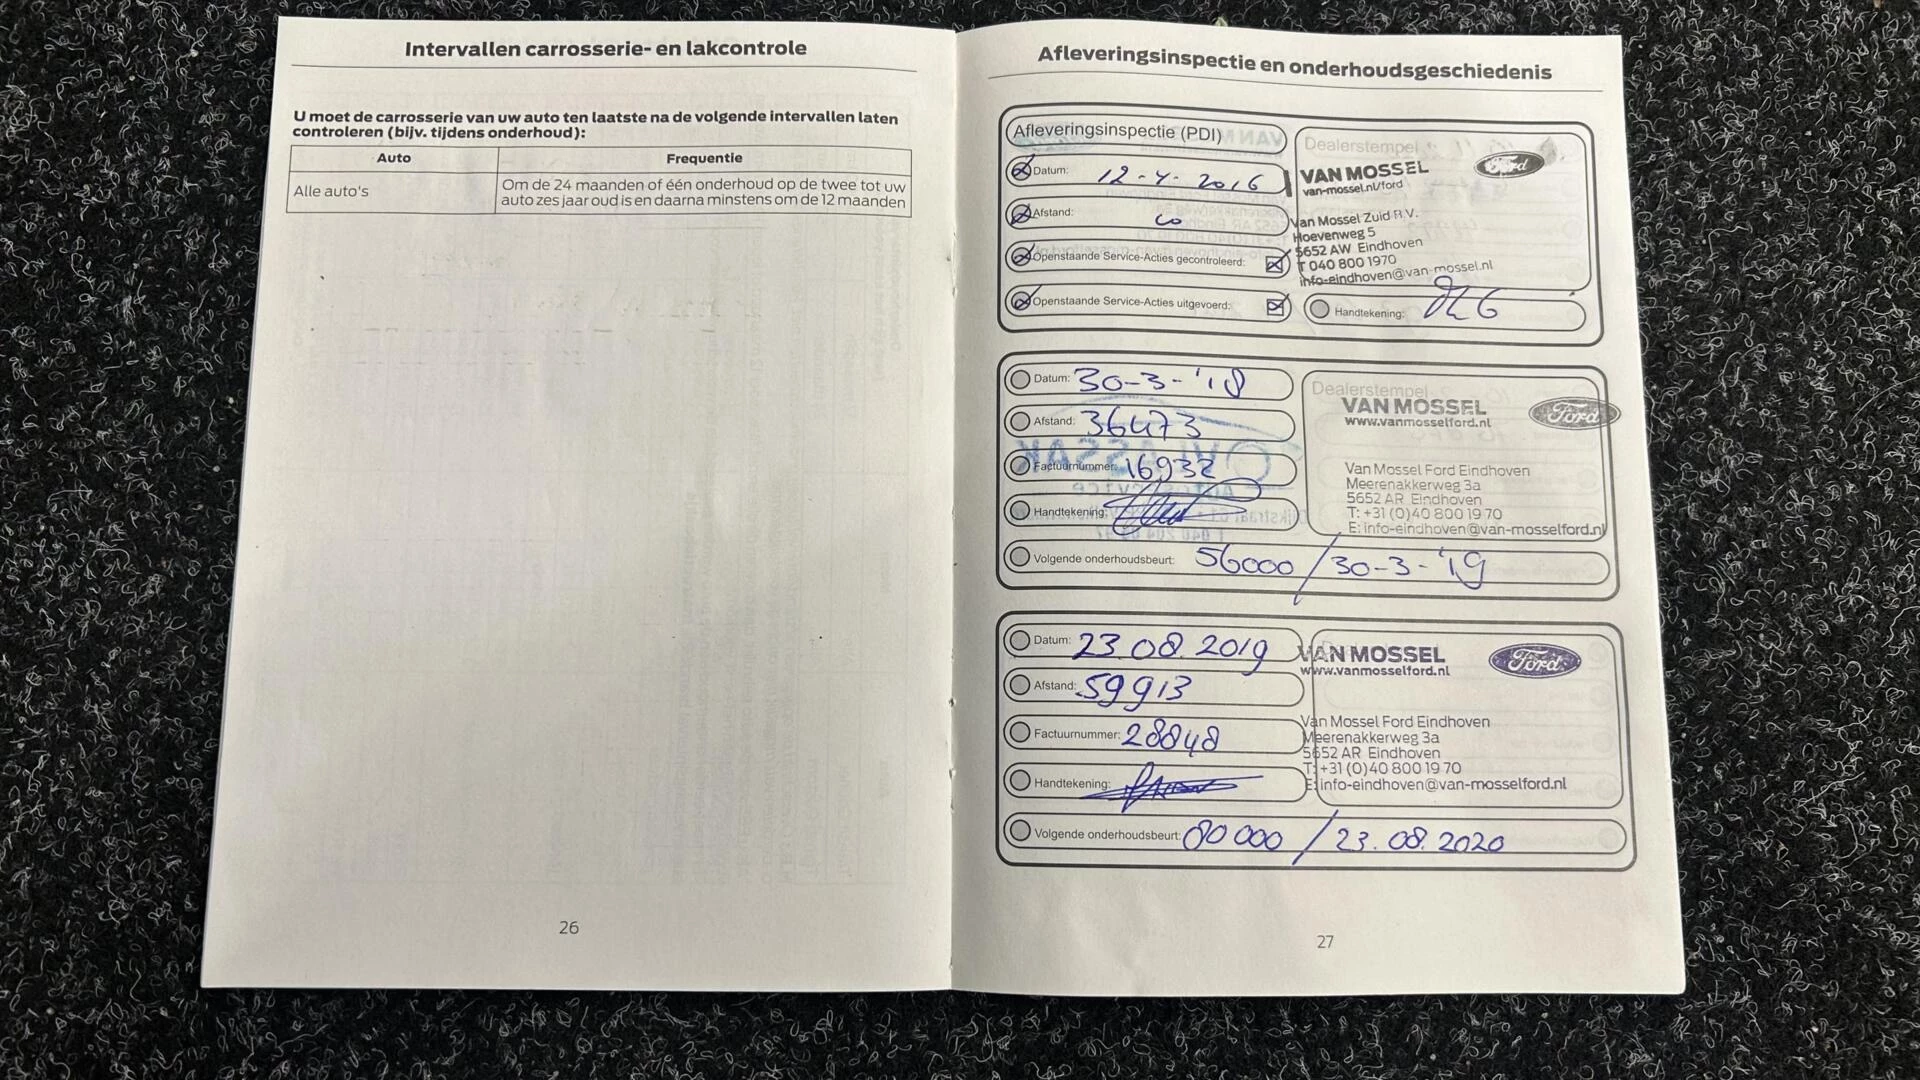 Intervallen carrosserie- en lakcontrole
U moet de carrosserie van uw auto ten laatste na de volgende intervallen laten
controleren (bijv. tijdens onderhoud):
Auto Frequentie
Alle auto's Om de 24 maanden of één onderhoud op de twee tot uw
auto zes jaar oud is en daarna minstens om de 12 maanden
26
Afleveringsinspectie en onderhoudsgeschiedenis
Afleveringsinspectie (PDI)
Datum: 12-4-2016
Afstand:
Openstaande Service-Acties gecontroleerd:
Openstaande Service-Acties uitgevoerd:
Dealerstempel
VAN MOSSEL Ford
van-mossel.nl/ford
Van Mossel Zuid B.V.
Hoevenweg 5
5652 AW Eindhoven
T 040 800 1970
info-eindhoven@van-mossel.nl
Handtekening:
Datum: 30-3-'18
Afstand: 36473
Factuurnummer: 16932
Handtekening:
Volgende onderhoudsbeurt: 56000 / 30-3-'19
Dealerstempel
VAN MOSSEL Ford
www.vanmosselford.nl
Van Mossel Ford Eindhoven
Meerenakkerweg 3a
5652 AR Eindhoven
T: +31 (0)40 800 19 70
E: info-eindhoven@van-mosselford.nl
Datum: 23.08.2019
Afstand: 59913
Factuurnummer: 28848
Handtekening:
Volgende onderhoudsbeurt: 80000 / 23.08.2020
VAN MOSSEL Ford
www.vanmosselford.nl
Van Mossel Ford Eindhoven
Meerenakkerweg 3a
5652 AR Eindhoven
T: +31 (0)40 800 19 70
E: info-eindhoven@van-mosselford.nl
27